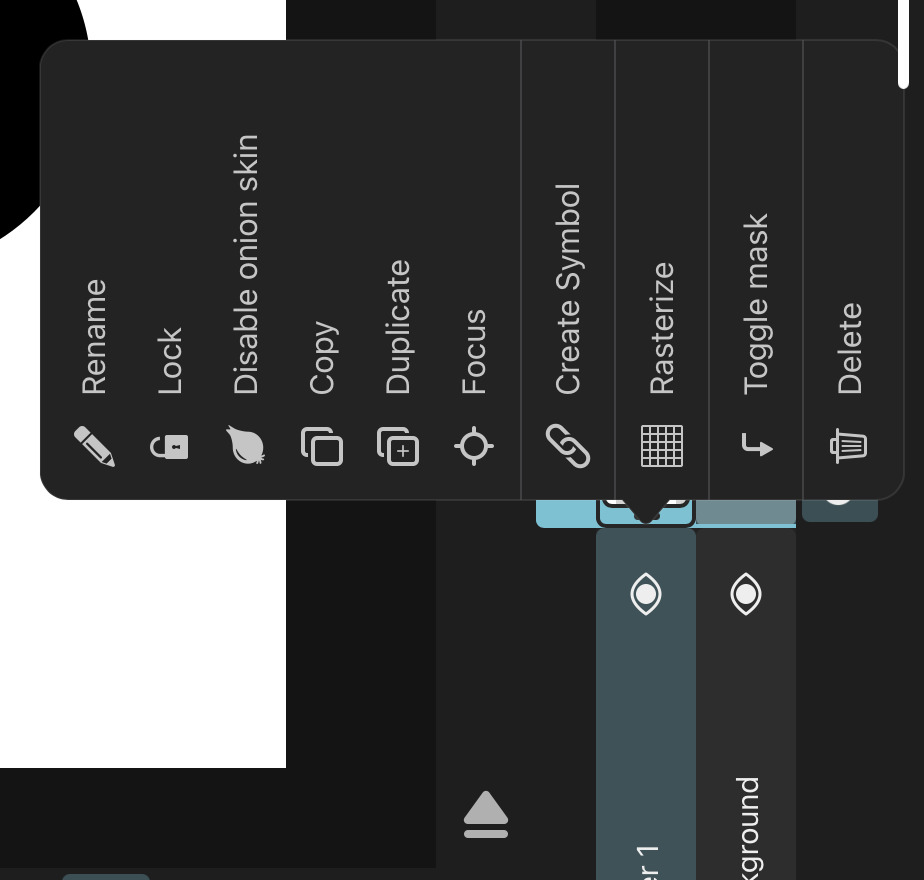 Rename
Lock
Disable onion skin
Copy
Duplicate
Focus
Create Symbol
er 1
Rasterize
kground
Toggle mask
Delete